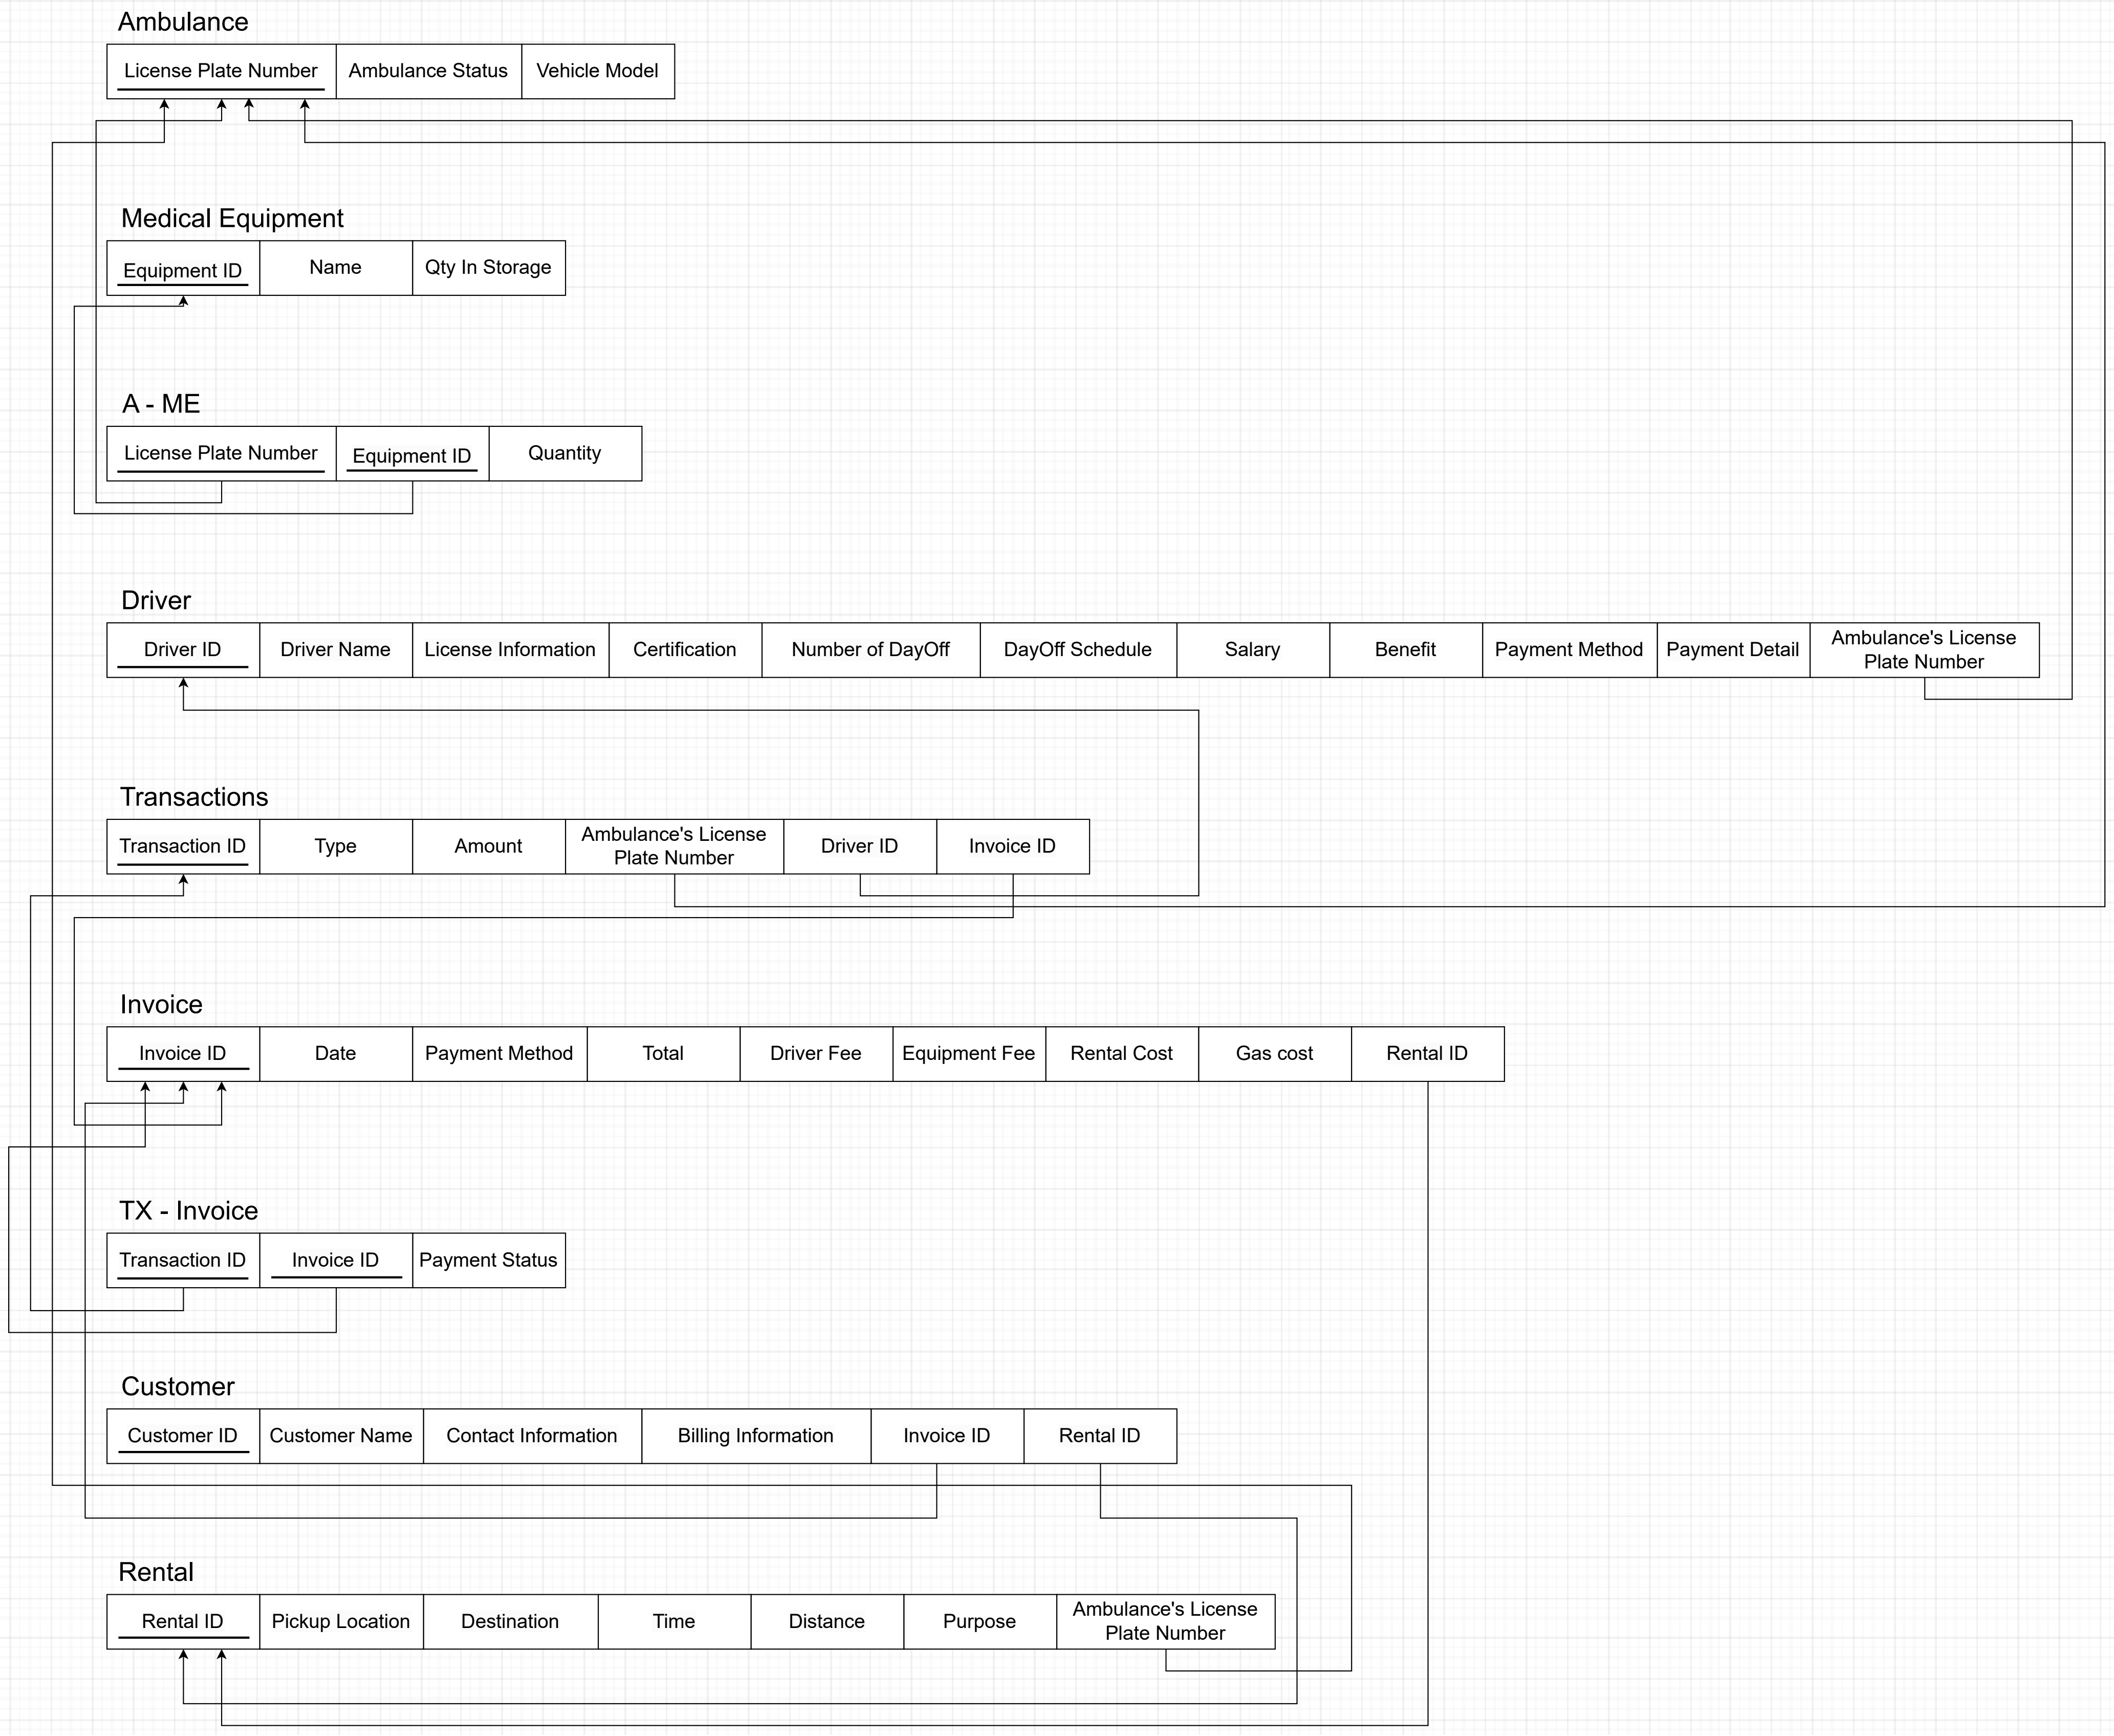 Ambulance
License Plate Number Ambulance Status Vehicle Model
Medical Equipment
Equipment ID Name Qty In Storage
A - ME
License Plate Number Equipment ID Quantity
Driver
Driver ID Driver Name License Information Certification Number of DayOff DayOff Schedule Salary Benefit Payment Method Payment Detail Ambulance's License
Plate Number
Transactions
Transaction ID Type Amount Ambulance's License
Plate Number Driver ID Invoice ID
Invoice
Invoice ID Date Payment Method Total Driver Fee Equipment Fee Rental Cost Gas cost Rental ID
TX - Invoice
Transaction ID Invoice ID Payment Status
Customer
Customer ID Customer Name Contact Information Billing Information Invoice ID Rental ID
Rental
Rental ID Pickup Location Destination Time Distance Purpose Ambulance's License
Plate Number